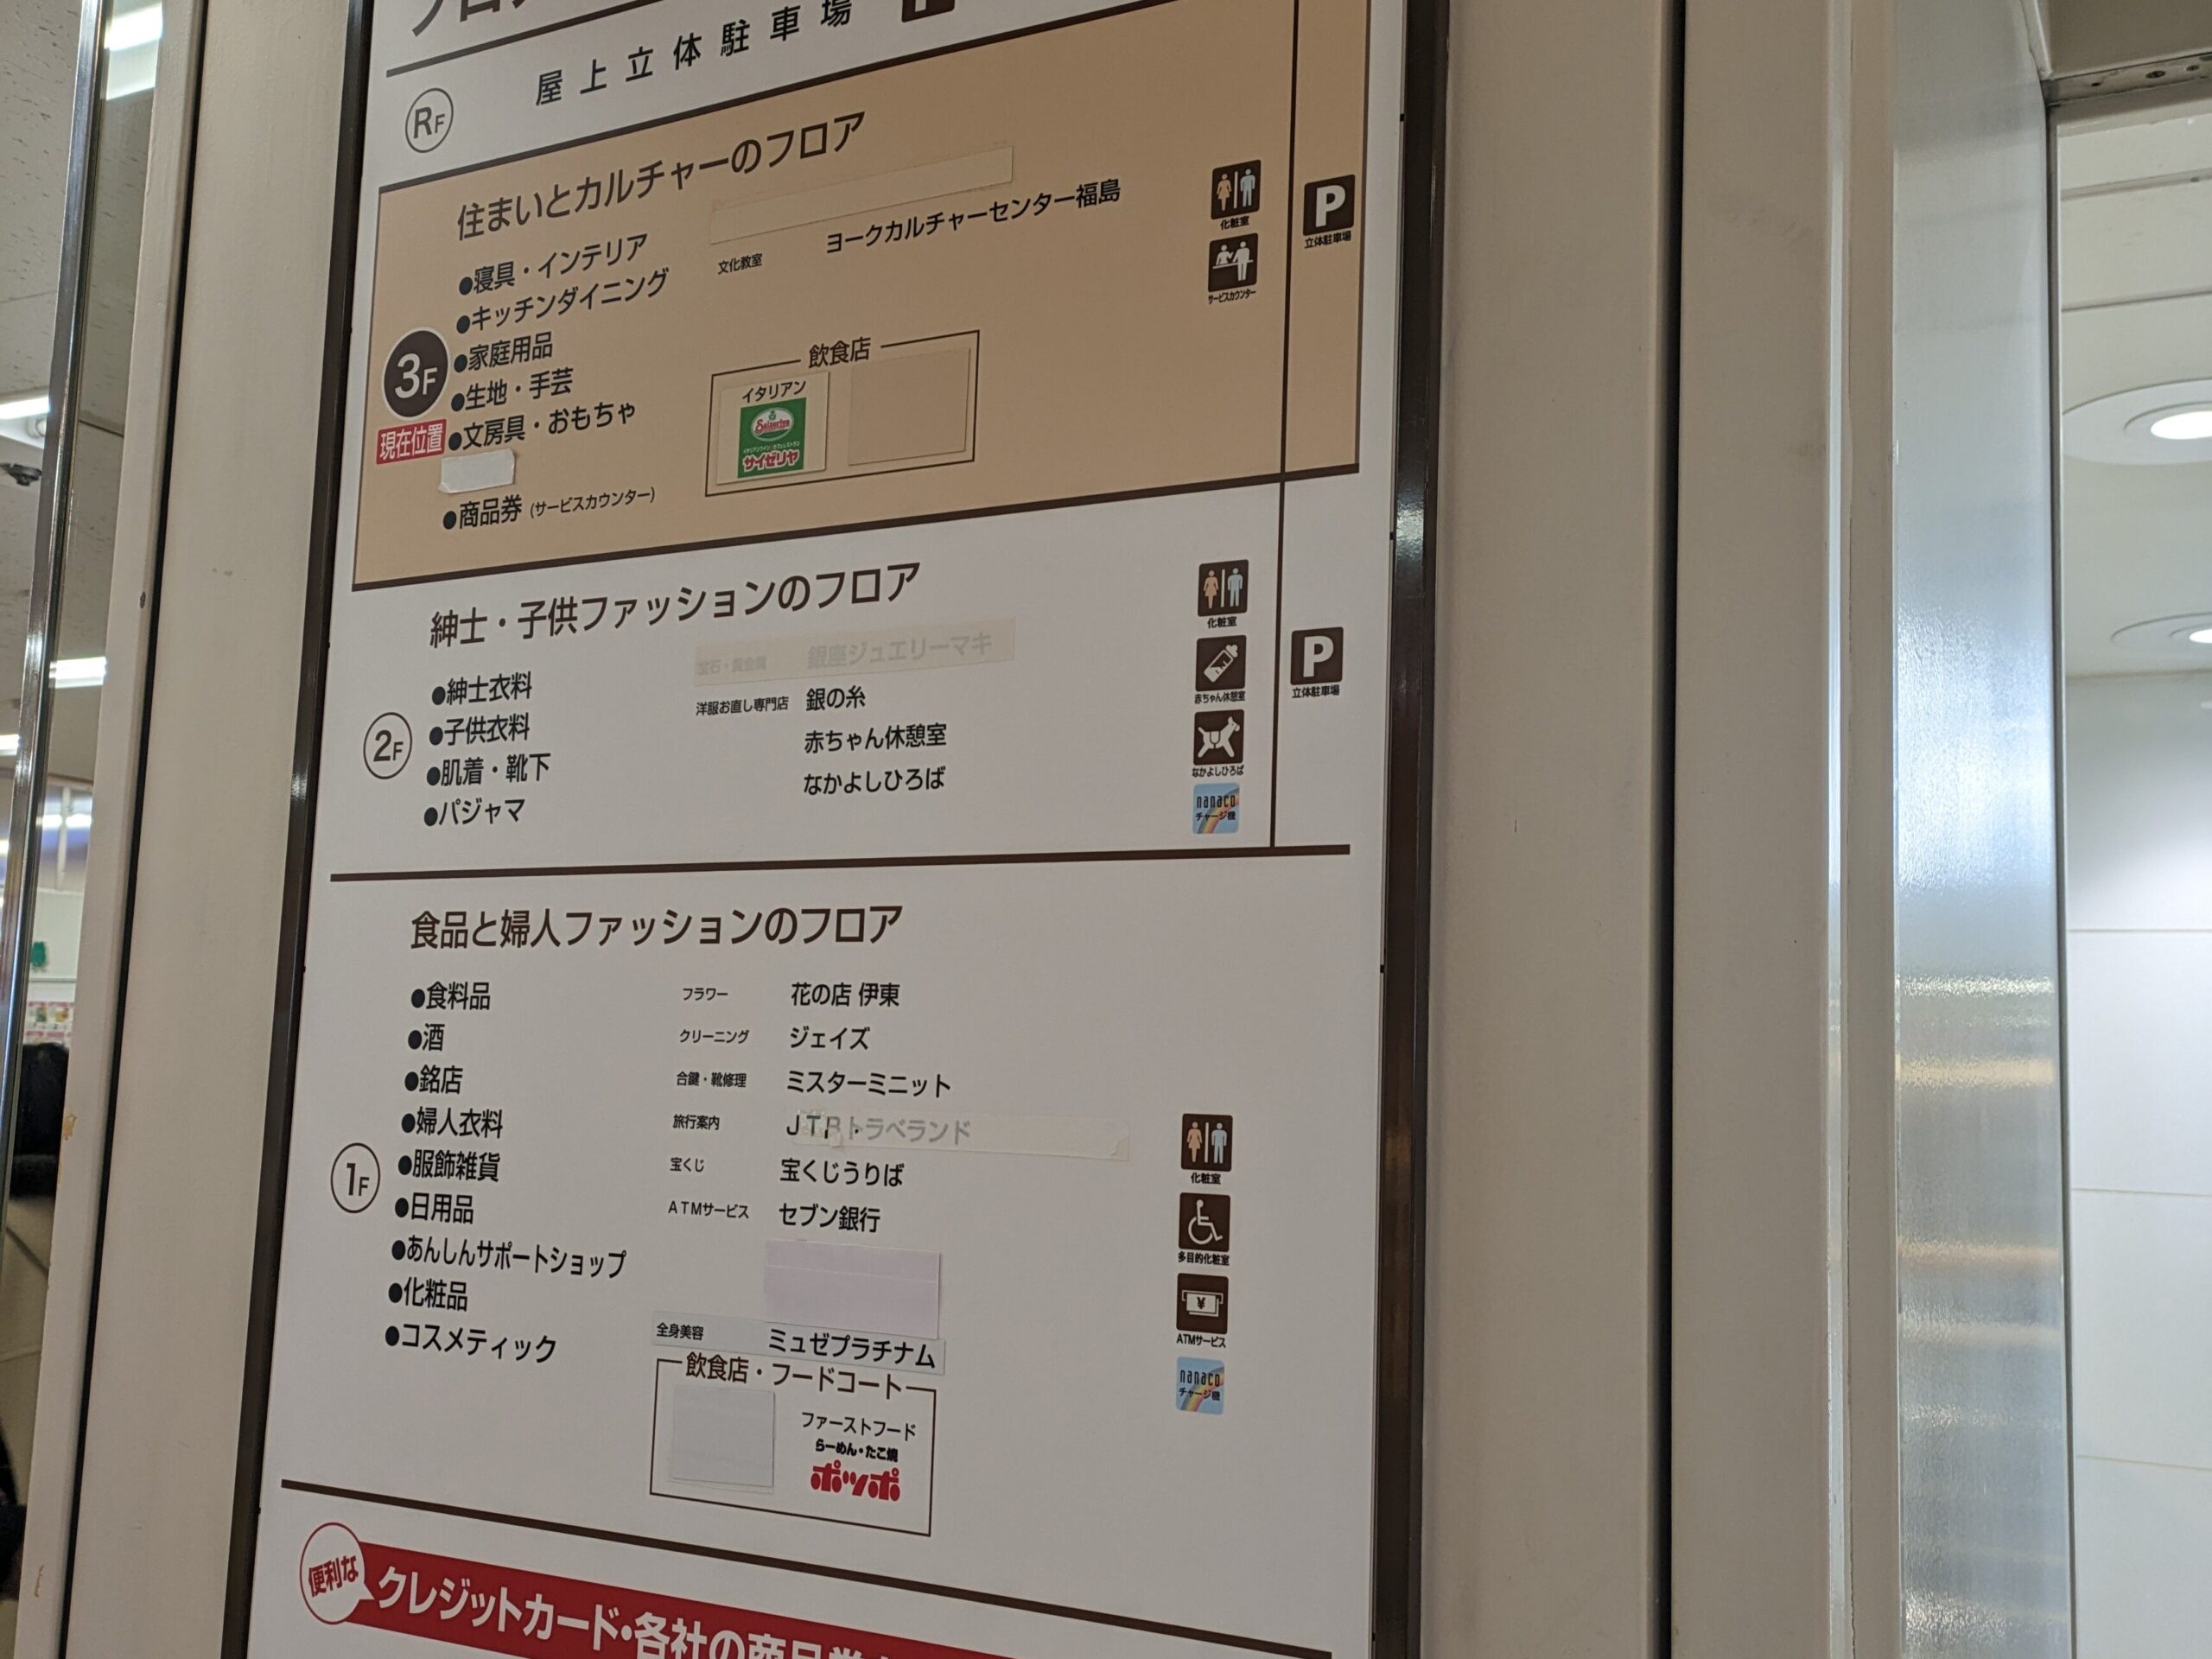 屋上立体駐車場
RF
住まいとカルチャーのフロア
●寝具・インテリア
●キッチンダイニング
●家庭用品
●生地・手芸
●文房具・おもちゃ
●商品券 (サービスカウンター)
3F
現在位置
文化教室 ヨークカルチャーセンター福島
飲食店
イタリアン
Saizeriya
サイゼリヤ
化粧室
サービスカウンター
P
立体駐車場
紳士・子供ファッションのフロア
●紳士衣料
●子供衣料
●肌着・靴下
●パジャマ
2F
宝石・貴金属 銀座ジュエリーマキ
洋服お直し専門店 銀の糸
赤ちゃん休憩室
なかよしひろば
化粧室
赤ちゃん休憩室
なかよしひろば
nanaco
チャージ機
P
立体駐車場
食品と婦人ファッションのフロア
●食料品
●酒
●銘店
●婦人衣料
●服飾雑貨
●日用品
●あんしんサポートショップ
●化粧品
●コスメティック
1F
フラワー 花の店 伊東
クリーニング ジェイズ
合鍵・靴修理 ミスターミニット
旅行案内 JTBトラベランド
宝くじ 宝くじうりば
ATMサービス セブン銀行
全身美容 ミュゼプラチナム
飲食店・フードコート
ファーストフード
らーめん・たこ焼
ポッポ
化粧室
多目的化粧室
ATMサービス
nanaco
チャージ機
便利な
クレジットカード・各社の商品券